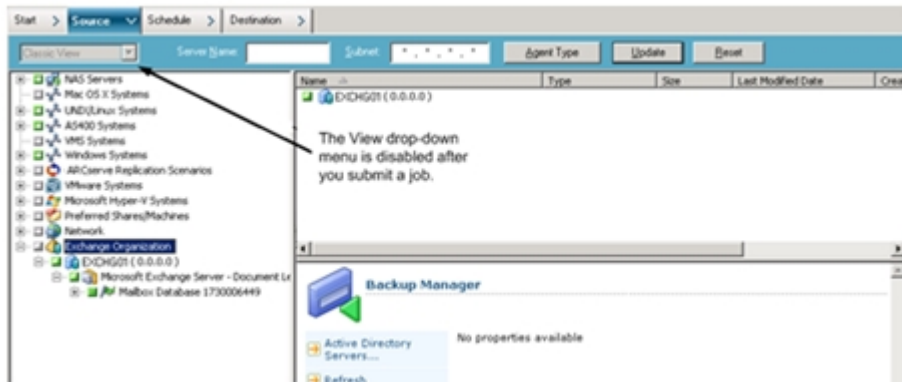 Start > Source Schedule > Destination >
Classic View Server Name: Subnet: Agent Type Update Reset
NAS Servers
Mac OS X Systems
UNIX/Linux Systems
AS400 Systems
VMS Systems
Windows Systems
ARCserve Replication Scenarios
VMware Systems
Microsoft Hyper-V Systems
Preferred Shares/Machines
Network
Exchange Organization
EXCHG01 ( 0.0.0.0 )
Microsoft Exchange Server - Document Le
Mailbox Database 1730006449
Name Type Size Last Modified Date Crea
EXCHG01 ( 0.0.0.0 )
The View drop-down
menu is disabled after
you submit a job.
Backup Manager
Active Directory
Servers....
Refresh
No properties available